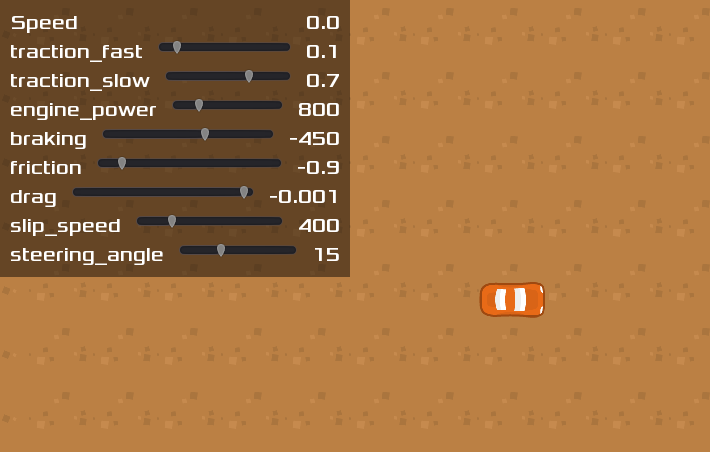 Speed 0.0
traction_fast 0.1
traction_slow 0.7
engine_power 800
braking -450
friction -0.9
drag -0.001
slip_speed 400
steering_angle 15